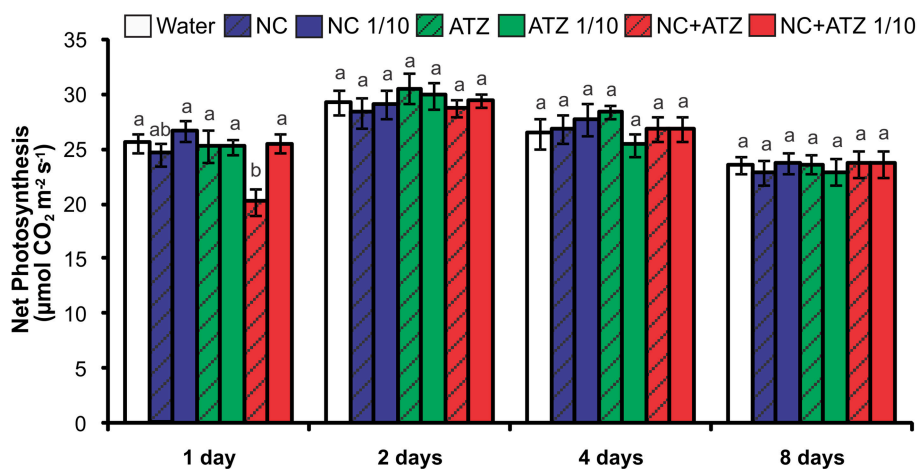 Water NC NC 1/10 ATZ ATZ 1/10 NC+ATZ NC+ATZ 1/10
Net Photosynthesis
(µmol CO₂ m⁻² s⁻¹)
35
30
25
20
15
10
5
0
a ab a a a b a
a a a a a a a
a a a a a a a
a a a a a a a
1 day 2 days 4 days 8 days